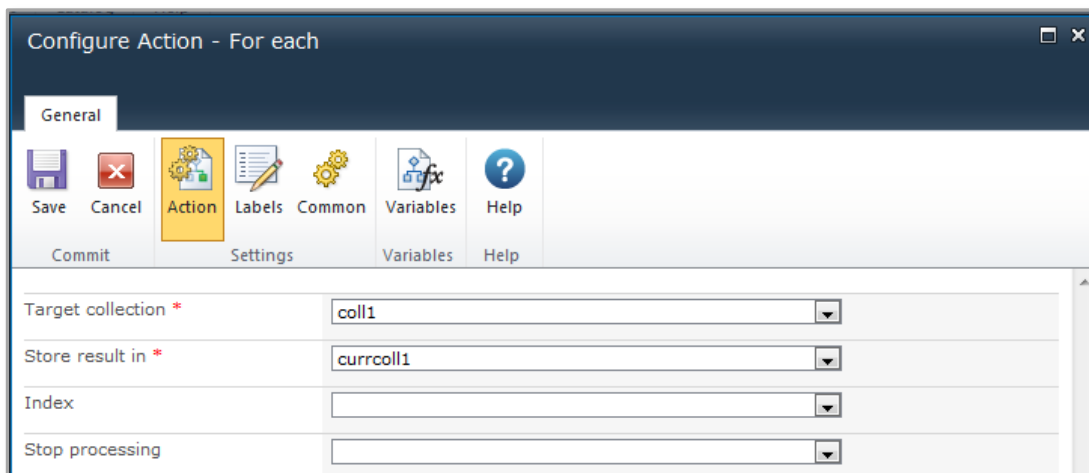 Configure Action - For each
General
Save Cancel Action Labels Common Variables Help
Commit Settings Variables Help
Target collection * coll1
Store result in * currcoll1
Index
Stop processing